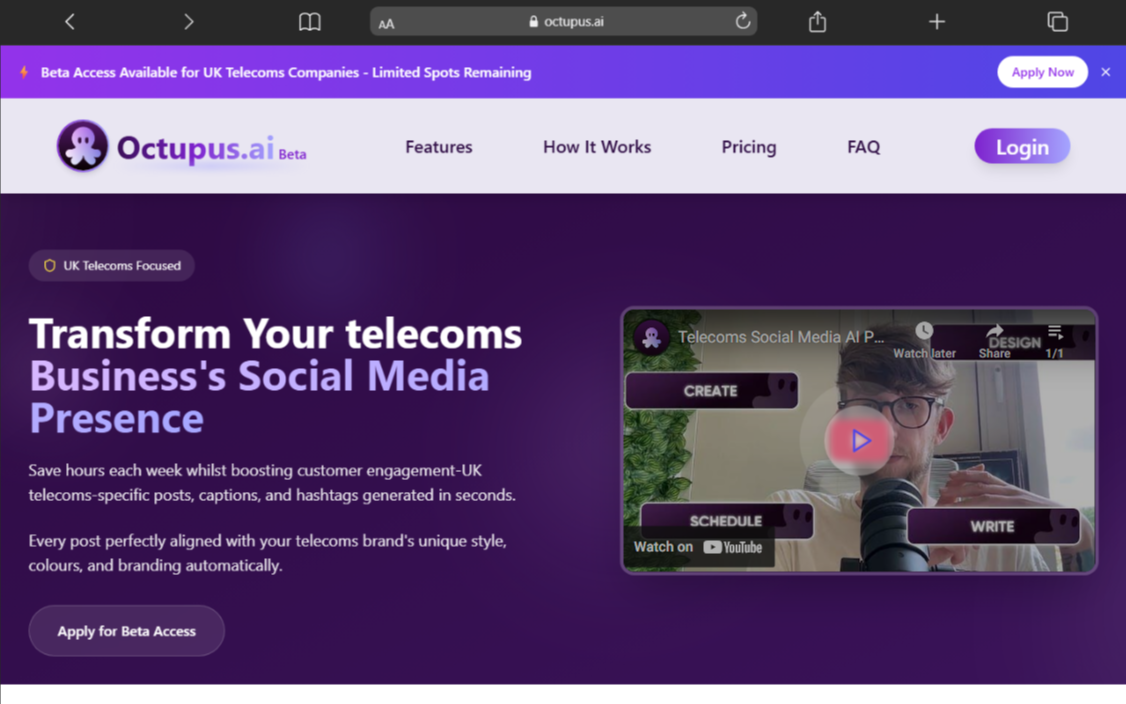 AA
octupus.ai
Beta Access Available for UK Telecoms Companies - Limited Spots Remaining
Apply Now
Octupus.ai Beta
Features
How It Works
Pricing
FAQ
Login
UK Telecoms Focused
Transform Your telecoms
Business's Social Media
Presence
Save hours each week whilst boosting customer engagement-UK
telecoms-specific posts, captions, and hashtags generated in seconds.
Every post perfectly aligned with your telecoms brand's unique style,
colours, and branding automatically.
Apply for Beta Access
Telecoms Social Media AI P...
Watch later
Share
1/1
DESIGN
CREATE
SCHEDULE
WRITE
Watch on YouTube